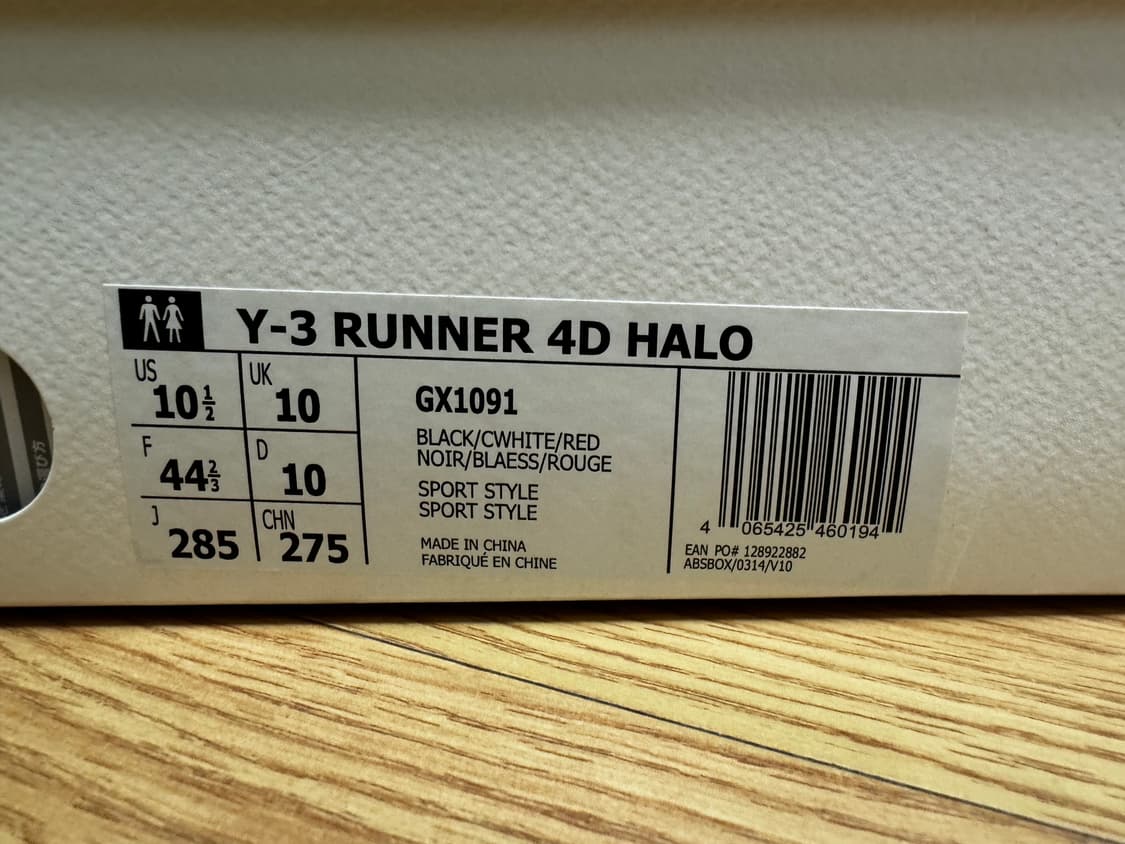 Y-3 RUNNER 4D HALO
US 10½ UK 10
F 44⅔ D 10
J 285 CHN 275
GX1091
BLACK/CWHITE/RED
NOIR/BLAESS/ROUGE
SPORT STYLE
SPORT STYLE
MADE IN CHINA
FABRIQUÉ EN CHINE
4 065425 460194
EAN PO# 128922882
ABSBOX/0314/V10